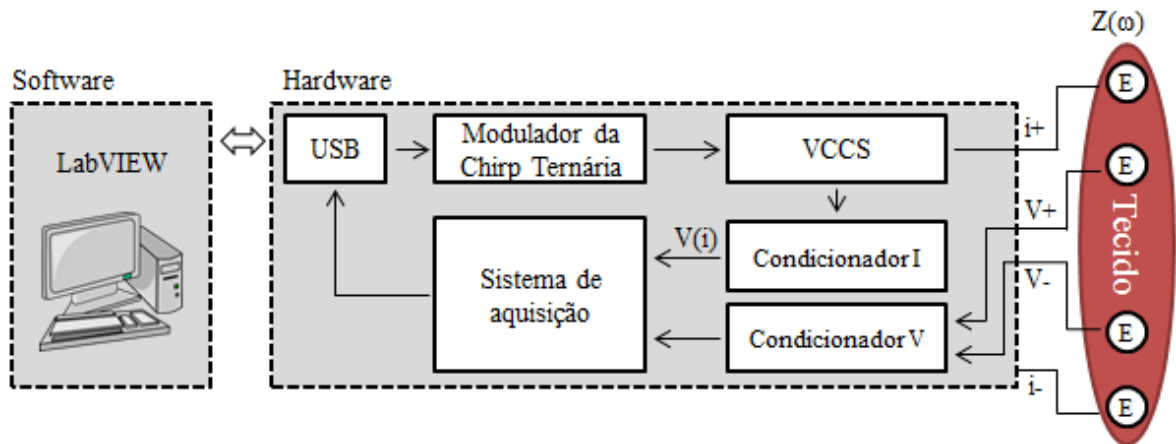 Z(ω)
Software
Hardware
LabVIEW
USB
Modulador da
Chirp Ternária
VCCS
i+
E
E
V+
V(i)
Condicionador I
Sistema de
aquisição
Condicionador V
V-
Tecido
E
i-
E